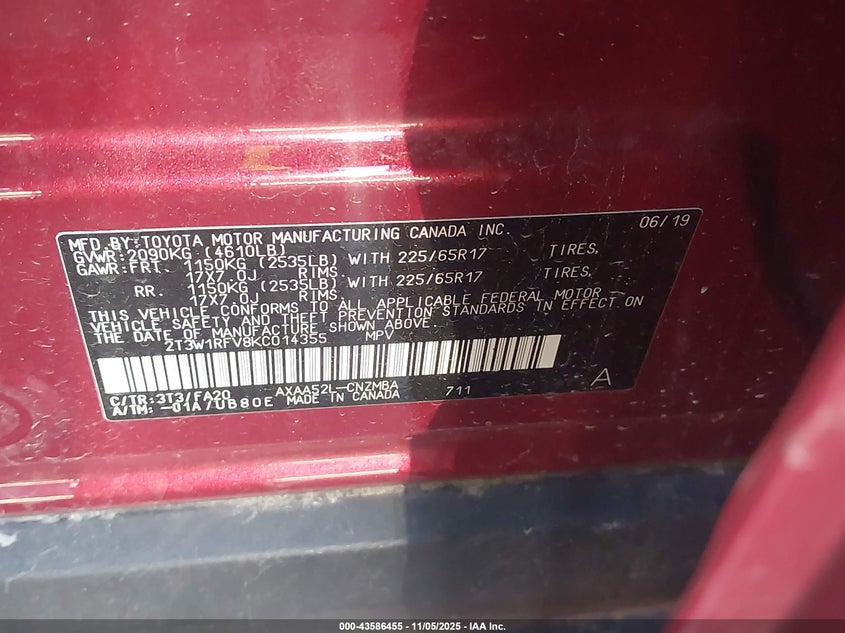 MFD.BY:TOYOTA MOTOR MANUFACTURING CANADA INC. 06/19
GVWR:2090KG (4610LB)
GAWR:FRT. 1150KG (2535LB) WITH 225/65R17 TIRES,
17X7.0J RIMS,
RR. 1150KG (2535LB) WITH 225/65R17 TIRES,
17X7.0J RIMS,
THIS VEHICLE CONFORMS TO ALL APPLICABLE FEDERAL MOTOR
VEHICLE SAFETY AND THEFT PREVENTION STANDARDS IN EFFECT ON
THE DATE OF MANUFACTURE SHOWN ABOVE.
2T3W1RFV8KC014355 MPV
C/TR:3T3/FA20 AXAA52L-CNZMBA 711 A
A/TM:-01A/UB80E MADE IN CANADA
000-43586455 - 11/05/2025 - IAA Inc.